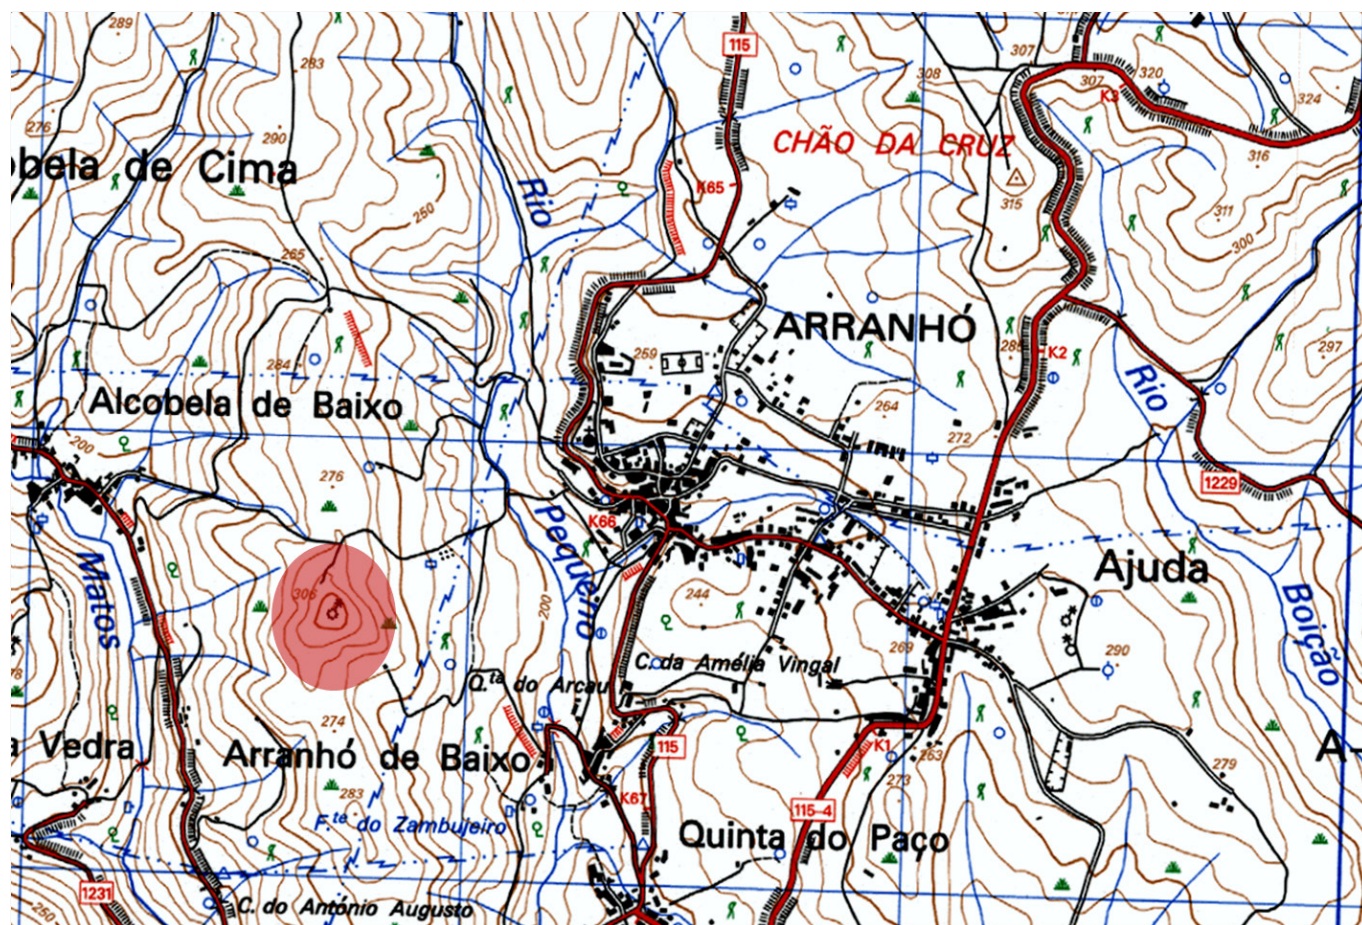 289
283
115
307
308
307
320
K3
324
276
290
CHÃO DA CRUZ
316
obela de Cima
Rio
K65
315
311
250
300
265
ARRANHÓ
259
284
285
K2
297
Alcobela de Baixo
264
Rio
200
272
276
1229
K66
Pequeno
Matos
Ajuda
306
244
200
Boição
269
290
C. da Amélia Vingal
Q.ta do Arcau
274
a Vedra
Arranhó de Baixo
115
K1
263
A-
279
273
283
K67
115-4
F.te do Zambujeiro
Quinta do Paço
1231
250
C. do António Augusto